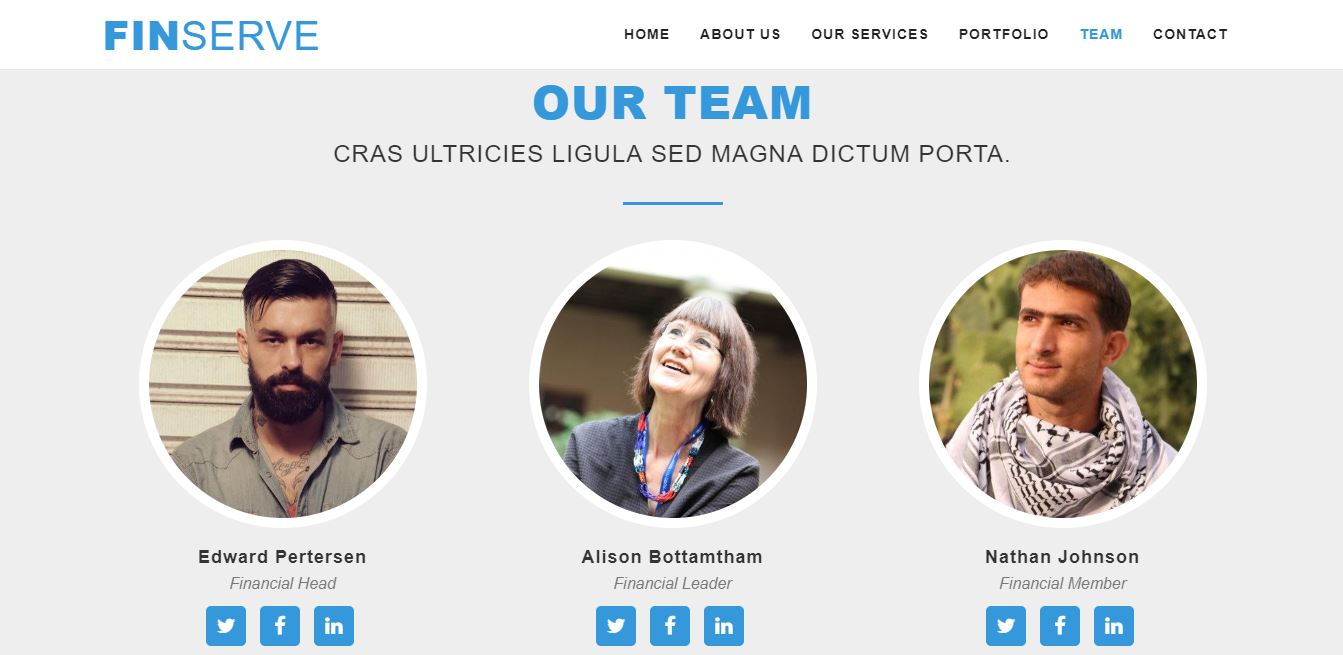 FINSERVE
HOME ABOUT US OUR SERVICES PORTFOLIO TEAM CONTACT
OUR TEAM
CRAS ULTRICIES LIGULA SED MAGNA DICTUM PORTA.
Edward Pertersen
Financial Head
Alison Bottamtham
Financial Leader
Nathan Johnson
Financial Member